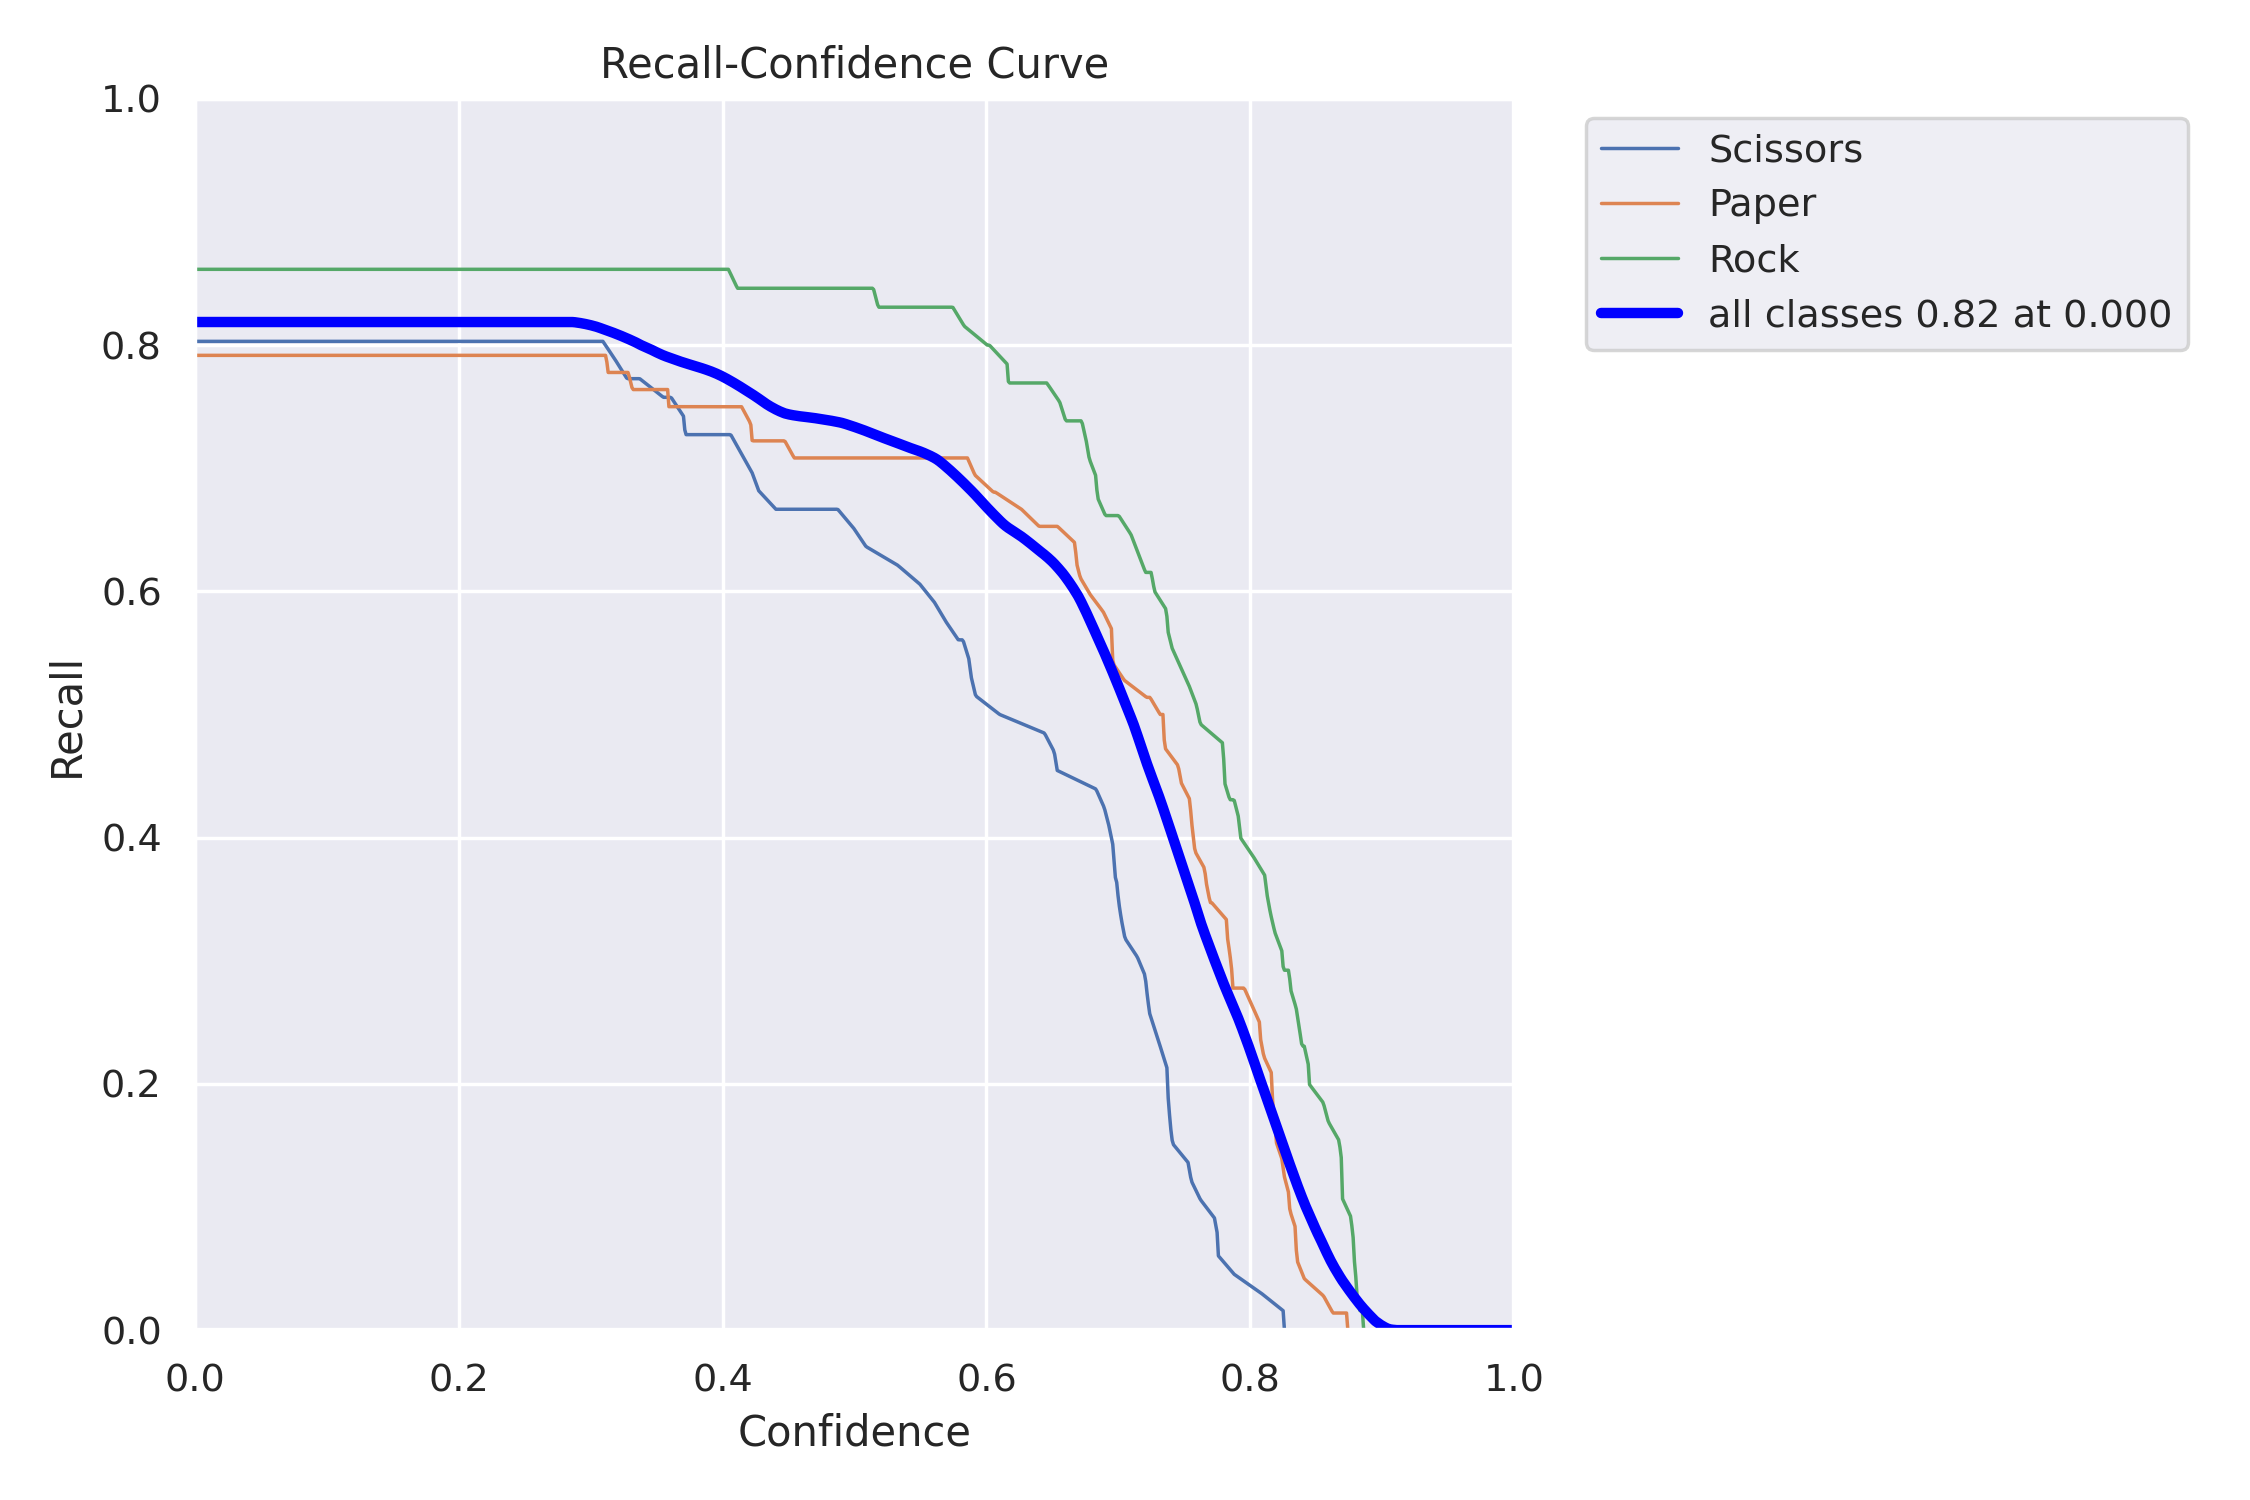 Recall-Confidence Curve
1.0
0.8
0.6
0.4
0.2
0.0
Recall
0.0 0.2 0.4 0.6 0.8 1.0
Confidence
Scissors
Paper
Rock
all classes 0.82 at 0.000